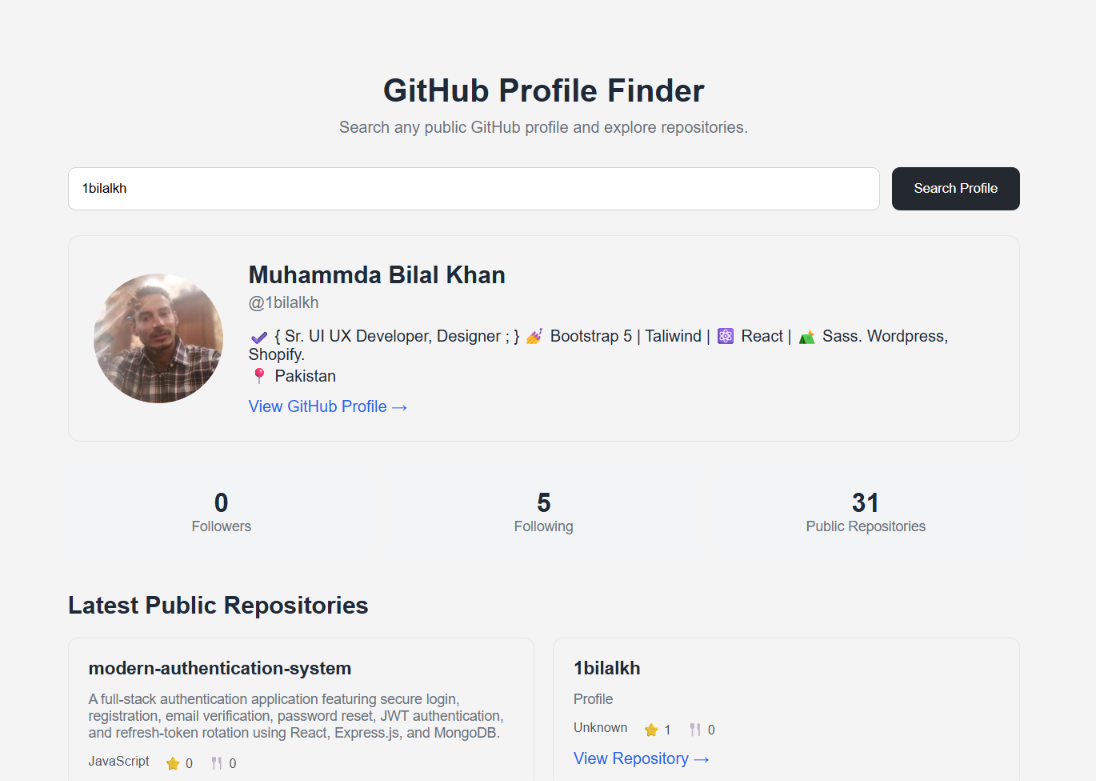 GitHub Profile Finder
Search any public GitHub profile and explore repositories.
1bilalkh
Search Profile
Muhammda Bilal Khan
@1bilalkh
✔️ { Sr. UI UX Developer, Designer ; } 💅 Bootstrap 5 | Taliwind | ⚛️ React | 🏕️ Sass. Wordpress,
Shopify.
📍 Pakistan
View GitHub Profile →
0
Followers
5
Following
31
Public Repositories
Latest Public Repositories
modern-authentication-system
A full-stack authentication application featuring secure login,
registration, email verification, password reset, JWT authentication,
and refresh-token rotation using React, Express.js, and MongoDB.
JavaScript ⭐ 0 🍴 0
1bilalkh
Profile
Unknown ⭐ 1 🍴 0
View Repository →